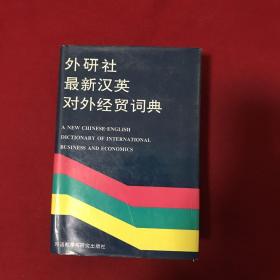 外研社
最新汉英
对外经贸词典
A NEW CHINESE-ENGLISH
DICTIONARY OF INTERNATIONAL
BUSINESS AND ECONOMICS
外语教学与研究出版社